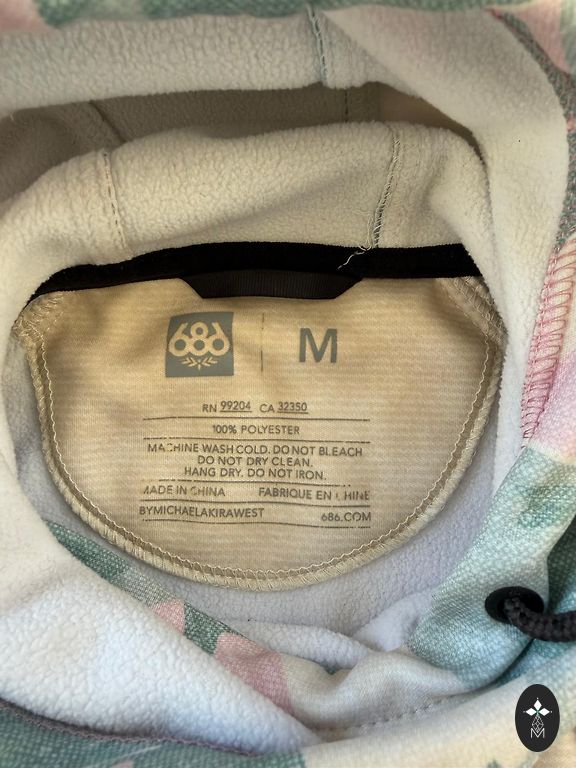 686 M
RN 99204 CA 32350
100% POLYESTER
MACHINE WASH COLD. DO NOT BLEACH
DO NOT DRY CLEAN.
HANG DRY. DO NOT IRON.
MADE IN CHINA FABRIQUE EN CHINE
BYMICHAELAKIRAWEST 686.COM
M